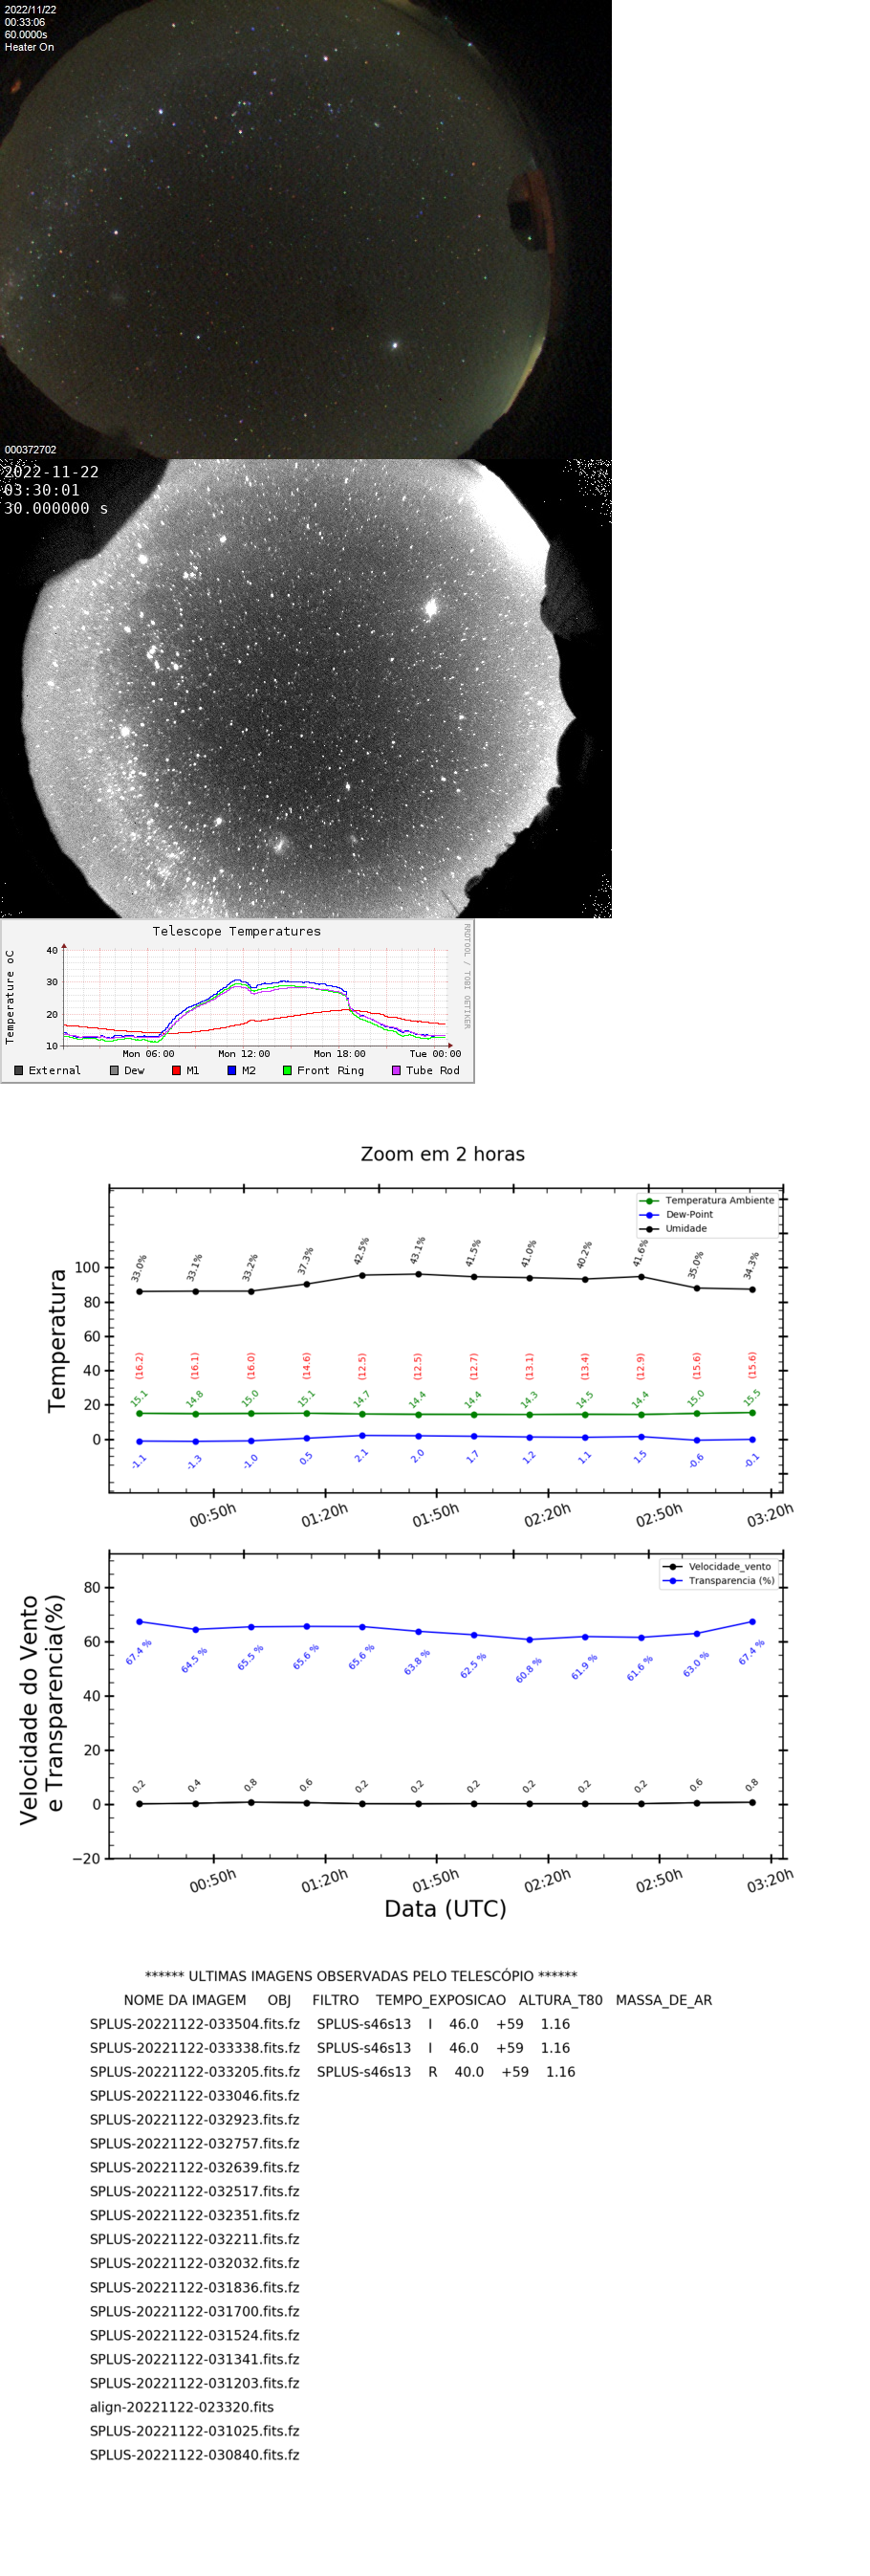 2022/11/22
00:33:06
60.0000s
Heater On
000372702
2022-11-22
03:30:01
30.000000 s
Telescope Temperatures
RRDTOOL / TOBI OETIKER
Temperature oC
40
30
20
10
Mon 06:00 Mon 12:00 Mon 18:00 Tue 00:00
External Dew M1 M2 Front Ring Tube Rod
Zoom em 2 horas
Temperatura Ambiente
Dew-Point
Umidade
Temperatura
100
80
60
40
20
0
33.0% 33.1% 33.2% 37.3% 42.5% 43.1% 41.5% 41.0% 40.2% 41.6% 35.0% 34.3%
(16.2) (16.1) (16.0) (14.6) (12.5) (12.5) (12.7) (13.1) (13.4) (12.9) (15.6) (15.6)
15.1 14.8 15.0 15.1 14.7 14.4 14.4 14.3 14.5 14.4 15.0 15.5
-1.1 -1.3 -1.0 0.5 2.1 2.0 1.7 1.2 1.1 1.5 -0.6 -0.1
00:50h 01:20h 01:50h 02:20h 02:50h 03:20h
Velocidade_vento
Transparencia (%)
Velocidade do Vento
e Transparencia(%)
80
60
40
20
0
−20
67.4 % 64.5 % 65.5 % 65.6 % 65.6 % 63.8 % 62.5 % 60.8 % 61.9 % 61.6 % 63.0 % 67.4 %
0.2 0.4 0.8 0.6 0.2 0.2 0.2 0.2 0.2 0.2 0.6 0.8
00:50h 01:20h 01:50h 02:20h 02:50h 03:20h
Data (UTC)
****** ULTIMAS IMAGENS OBSERVADAS PELO TELESCÓPIO ******
NOME DA IMAGEM OBJ FILTRO TEMPO_EXPOSICAO ALTURA_T80 MASSA_DE_AR
SPLUS-20221122-033504.fits.fz SPLUS-s46s13 I 46.0 +59 1.16
SPLUS-20221122-033338.fits.fz SPLUS-s46s13 I 46.0 +59 1.16
SPLUS-20221122-033205.fits.fz SPLUS-s46s13 R 40.0 +59 1.16
SPLUS-20221122-033046.fits.fz
SPLUS-20221122-032923.fits.fz
SPLUS-20221122-032757.fits.fz
SPLUS-20221122-032639.fits.fz
SPLUS-20221122-032517.fits.fz
SPLUS-20221122-032351.fits.fz
SPLUS-20221122-032211.fits.fz
SPLUS-20221122-032032.fits.fz
SPLUS-20221122-031836.fits.fz
SPLUS-20221122-031700.fits.fz
SPLUS-20221122-031524.fits.fz
SPLUS-20221122-031341.fits.fz
SPLUS-20221122-031203.fits.fz
align-20221122-023320.fits
SPLUS-20221122-031025.fits.fz
SPLUS-20221122-030840.fits.fz